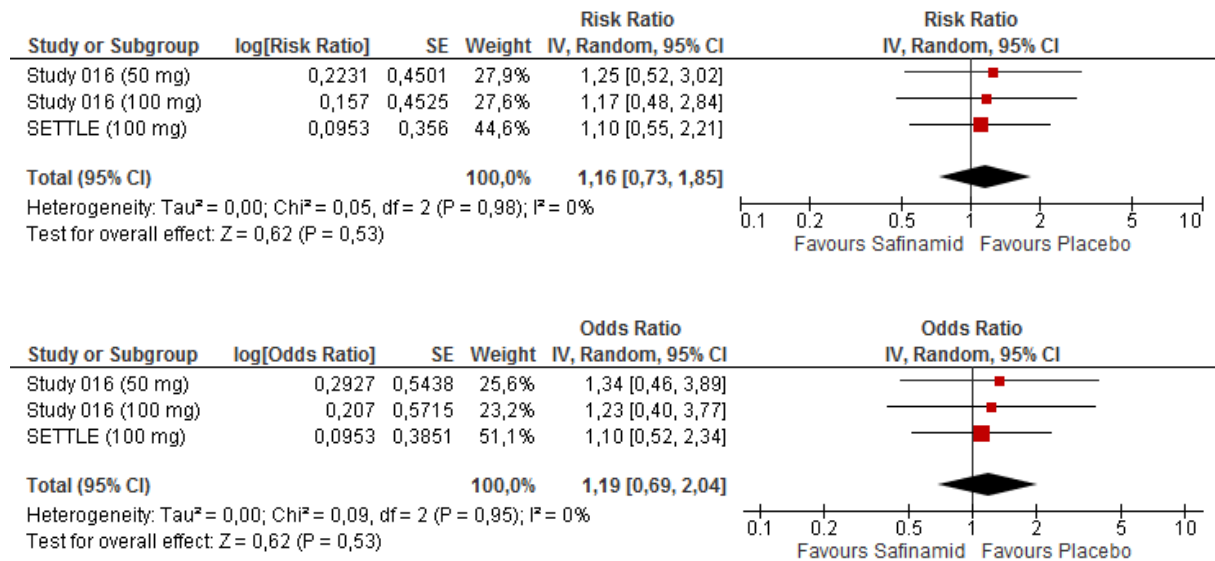 Risk Ratio Risk Ratio
Study or Subgroup log[Risk Ratio] SE Weight IV, Random, 95% CI IV, Random, 95% CI
Study 016 (50 mg) 0,2231 0,4501 27,9% 1,25 [0,52, 3,02]
Study 016 (100 mg) 0,157 0,4525 27,6% 1,17 [0,48, 2,84]
SETTLE (100 mg) 0,0953 0,356 44,6% 1,10 [0,55, 2,21]
Total (95% CI) 100,0% 1,16 [0,73, 1,85]
Heterogeneity: Tau² = 0,00; Chi² = 0,05, df = 2 (P = 0,98); I² = 0%
Test for overall effect: Z = 0,62 (P = 0,53)
0.1 0.2 0.5 1 2 5 10
Favours Safinamid Favours Placebo
Odds Ratio Odds Ratio
Study or Subgroup log[Odds Ratio] SE Weight IV, Random, 95% CI IV, Random, 95% CI
Study 016 (50 mg) 0,2927 0,5438 25,6% 1,34 [0,46, 3,89]
Study 016 (100 mg) 0,207 0,5715 23,2% 1,23 [0,40, 3,77]
SETTLE (100 mg) 0,0953 0,3851 51,1% 1,10 [0,52, 2,34]
Total (95% CI) 100,0% 1,19 [0,69, 2,04]
Heterogeneity: Tau² = 0,00; Chi² = 0,09, df = 2 (P = 0,95); I² = 0%
Test for overall effect: Z = 0,62 (P = 0,53)
0.1 0.2 0.5 1 2 5 10
Favours Safinamid Favours Placebo